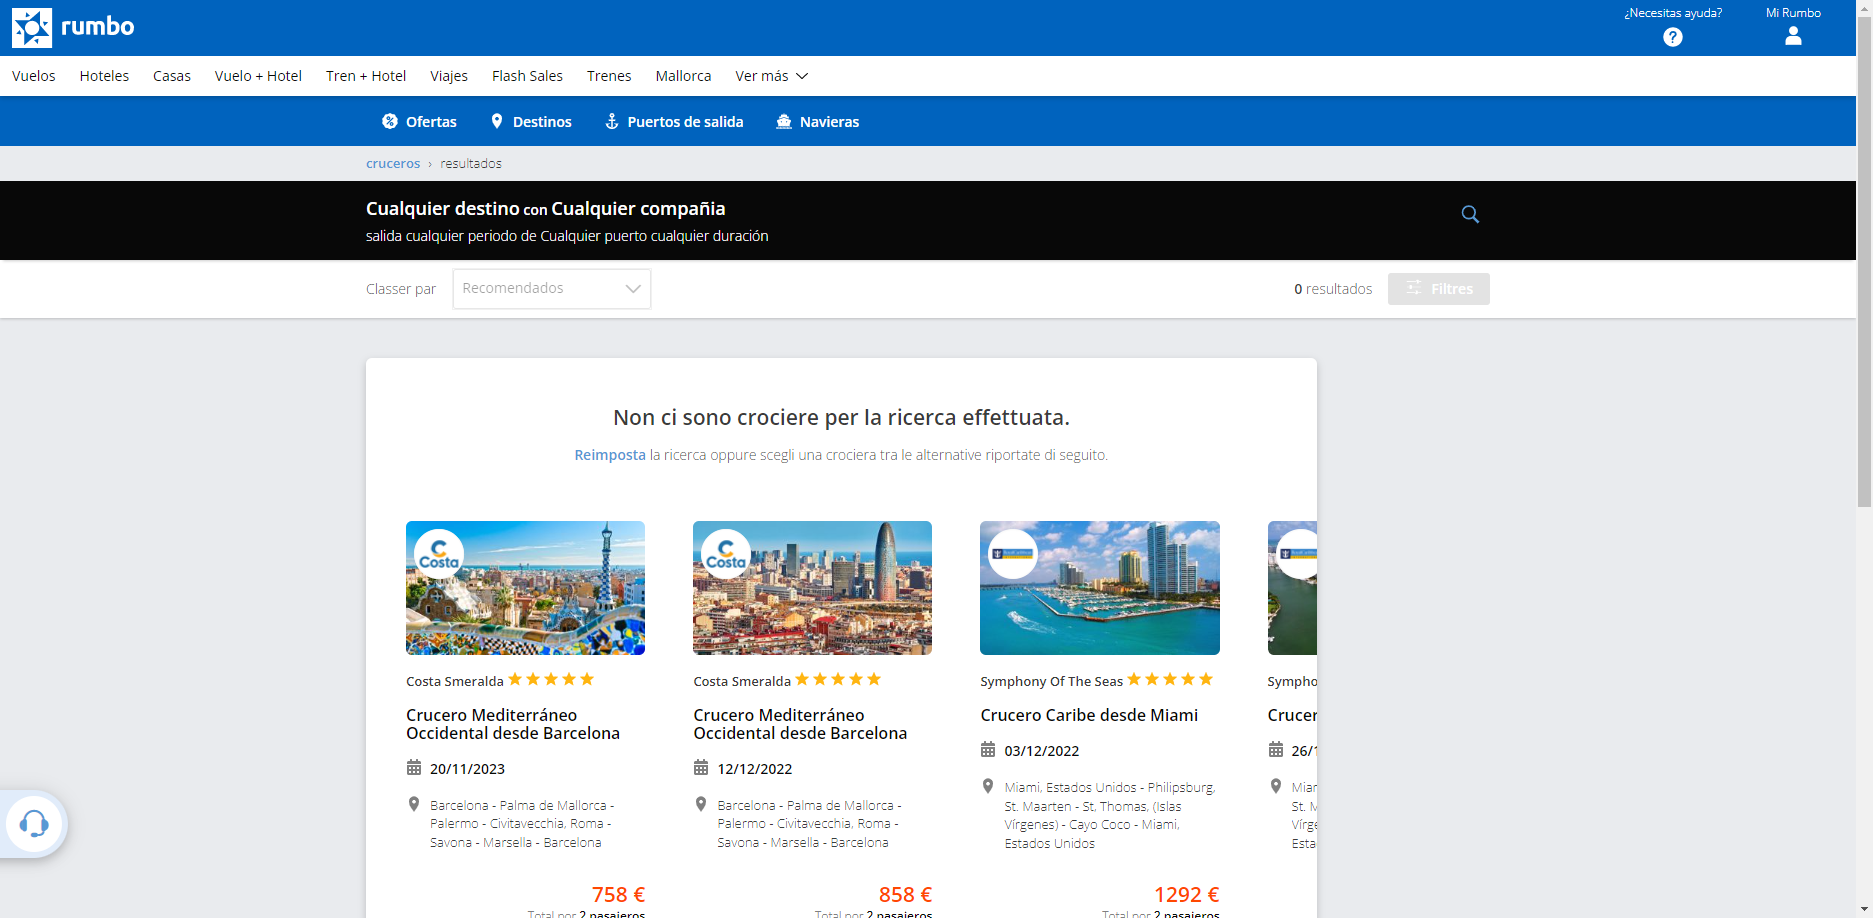 rumbo
¿Necesitas ayuda?
Mi Rumbo
Vuelos Hoteles Casas Vuelo + Hotel Tren + Hotel Viajes Flash Sales Trenes Mallorca Ver más
Ofertas Destinos Puertos de salida Navieras
cruceros › resultados
Cualquier destino con Cualquier compañia
salida cualquier periodo de Cualquier puerto cualquier duración
Classer par Recomendados
0 resultados
Filtres
Non ci sono crociere per la ricerca effettuata.
Reimposta la ricerca oppure scegli una crociera tra le alternative riportate di seguito.
Costa
Costa Smeralda
Crucero Mediterráneo
Occidental desde Barcelona
20/11/2023
Barcelona - Palma de Mallorca -
Palermo - Civitavecchia, Roma -
Savona - Marsella - Barcelona
758 €
Total por 2 pasajeros
Costa
Costa Smeralda
Crucero Mediterráneo
Occidental desde Barcelona
12/12/2022
Barcelona - Palma de Mallorca -
Palermo - Civitavecchia, Roma -
Savona - Marsella - Barcelona
858 €
Total por 2 pasajeros
Symphony Of The Seas
Crucero Caribe desde Miami
03/12/2022
Miami, Estados Unidos - Philipsburg,
St. Maarten - St, Thomas, (Islas
Vírgenes) - Cayo Coco - Miami,
Estados Unidos
1292 €
Total por 2 pasajeros
Sympho
Crucer
26/1
Miar
St. M
Vírge
Esta